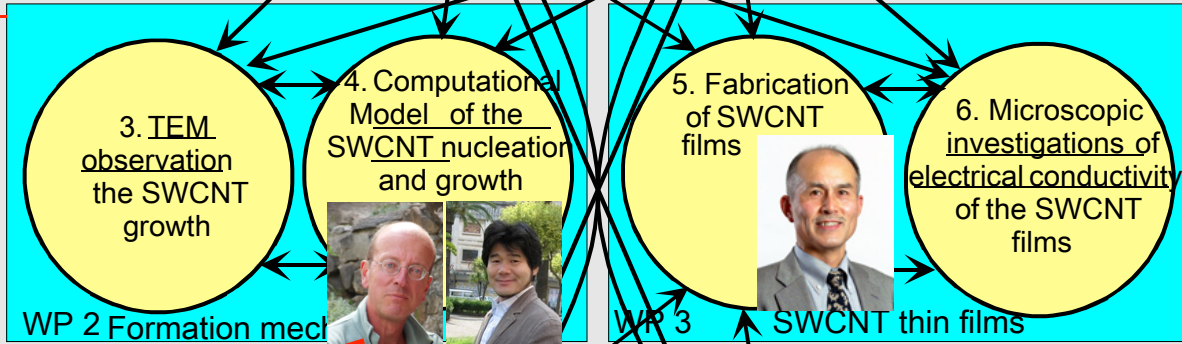 3. TEM
observation
the SWCNT
growth
4. Computational
Model of the
SWCNT nucleation
and growth
WP 2 Formation mech
5. Fabrication
of SWCNT
films
6. Microscopic
investigations of
electrical conductivity
of the SWCNT
films
WP 3 SWCNT thin films